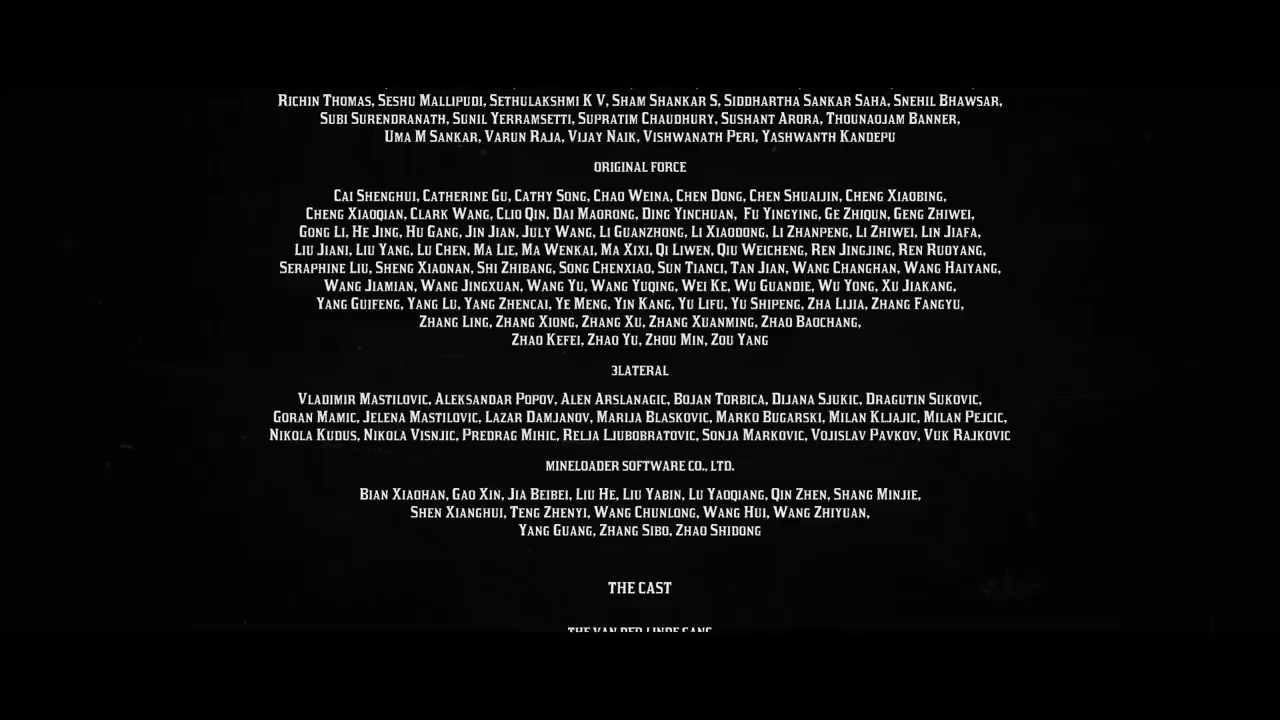 Richin Thomas, Seshu Mallipudi, Sethulakshmi K V, Sham Shankar S, Siddhartha Sankar Saha, Snehil Bhawsar,
Subi Surendranath, Sunil Yerramsetti, Supratim Chaudhury, Sushant Arora, Thounaojam Banner,
Uma M Sankar, Varun Raja, Vijay Naik, Vishwanath Peri, Yashwanth Kandepu
ORIGINAL FORCE
Cai Shenghui, Catherine Gu, Cathy Song, Chao Weina, Chen Dong, Chen Shuaijin, Cheng Xiaobing,
Cheng Xiaoqian, Clark Wang, Clio Qin, Dai Maorong, Ding Yinchuan, Fu Yingying, Ge Zhiqun, Geng Zhiwei,
Gong Li, He Jing, Hu Gang, Jin Jian, July Wang, Li Guanzhong, Li Xiaodong, Li Zhanpeng, Li Zhiwei, Lin Jiafa,
Liu Jiani, Liu Yang, Lu Chen, Ma Lie, Ma Wenkai, Ma Xixi, Qi Liwen, Qiu Weicheng, Ren Jingjing, Ren Ruoyang,
Seraphine Liu, Sheng Xiaonan, Shi Zhibang, Song Chenxiao, Sun Tianci, Tan Jian, Wang Changhan, Wang Haiyang,
Wang Jiamian, Wang Jingxuan, Wang Yu, Wang Yuqing, Wei Ke, Wu Guandie, Wu Yong, Xu Jiakang,
Yang Guifeng, Yang Lu, Yang Zhencai, Ye Meng, Yin Kang, Yu Lifu, Yu Shipeng, Zha Lijia, Zhang Fangyu,
Zhang Ling, Zhang Xiong, Zhang Xu, Zhang Xuanming, Zhao Baochang,
Zhao Kefei, Zhao Yu, Zhou Min, Zou Yang
3LATERAL
Vladimir Mastilovic, Aleksandar Popov, Alen Arslanagic, Bojan Torbica, Dijana Sjukic, Dragutin Sukovic,
Goran Mamic, Jelena Mastilovic, Lazar Damjanov, Marija Blaskovic, Marko Bugarski, Milan Kljajic, Milan Pejcic,
Nikola Kudus, Nikola Visnjic, Predrag Mihic, Relja Ljubobratovic, Sonja Markovic, Vojislav Pavkov, Vuk Rajkovic
MINELOADER SOFTWARE CO., LTD.
Bian Xiaohan, Gao Xin, Jia Beibei, Liu He, Liu Yabin, Lu Yaoqiang, Qin Zhen, Shang Minjie,
Shen Xianghui, Teng Zhenyi, Wang Chunlong, Wang Hui, Wang Zhiyuan,
Yang Guang, Zhang Sibo, Zhao Shidong
THE CAST
THE VAN DER LINDE GANG